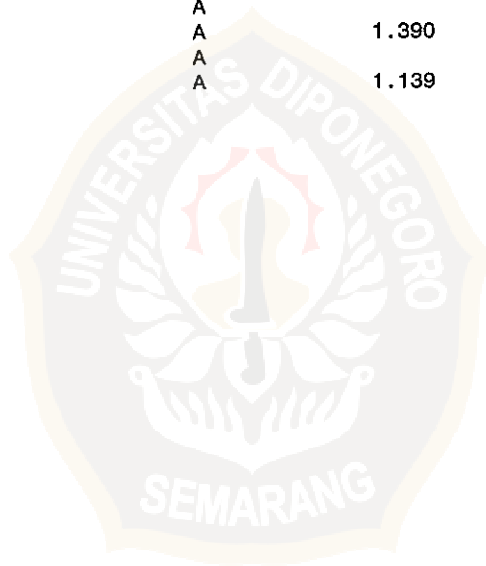 A
A 1.390
A
A 1.139
UNIVERSITAS DIPONEGORO
SEMARANG